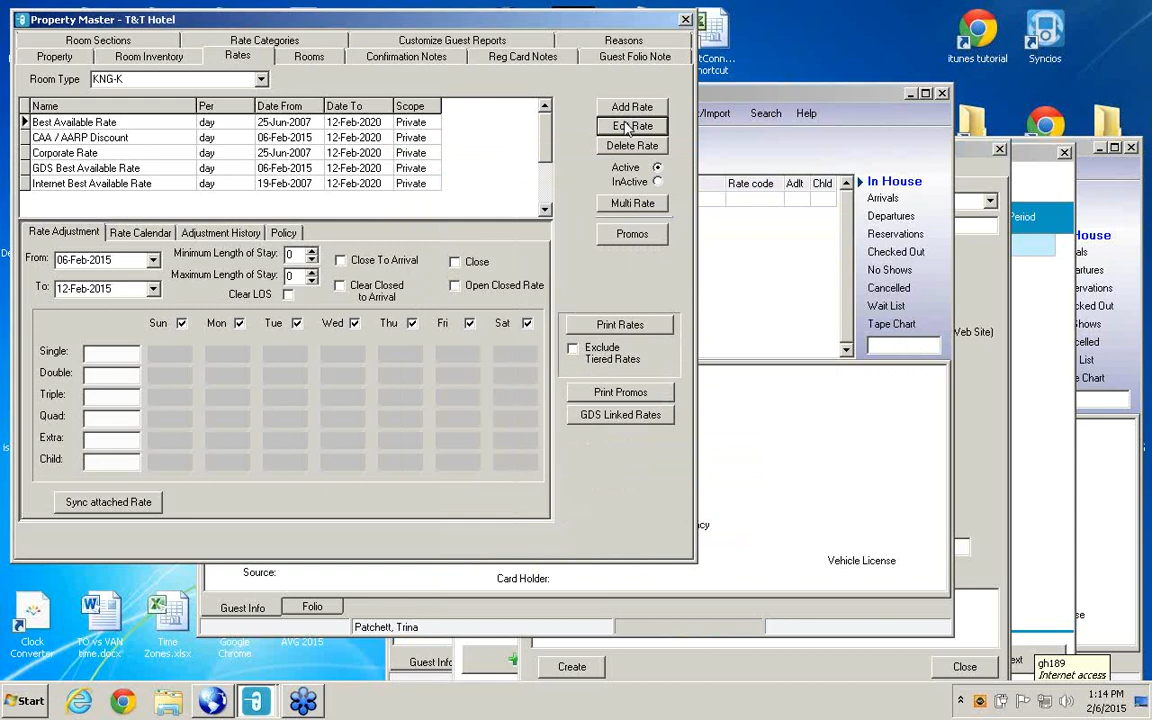 Property Master - T&T Hotel
Room Sections
Rate Categories
Customize Guest Reports
Reasons
Property
Room Inventory
Rates
Rooms
Confirmation Notes
Reg Card Notes
Guest Folio Note
Room Type KNG-K
Name Per Date From Date To Scope
Best Available Rate day 25-Jun-2007 12-Feb-2020 Private
CAA / AARP Discount day 06-Feb-2015 12-Feb-2020 Private
Corporate Rate day 25-Jun-2007 12-Feb-2020 Private
GDS Best Available Rate day 06-Feb-2015 12-Feb-2020 Private
Internet Best Available Rate day 19-Feb-2007 12-Feb-2020 Private
Add Rate
Edit Rate
Delete Rate
Active
InActive
Multi Rate
Promos
Rate Adjustment Rate Calendar Adjustment History Policy
From: 06-Feb-2015
To: 12-Feb-2015
Minimum Length of Stay: 0
Maximum Length of Stay: 0
Clear LOS
Close To Arrival
Clear Closed
to Arrival
Close
Open Closed Rate
Sun Mon Tue Wed Thu Fri Sat
Single:
Double:
Triple:
Quad:
Extra:
Child:
Sync attached Rate
Print Rates
Exclude
Tiered Rates
Print Promos
GDS Linked Rates
/Import Search Help
Rate code Adlt Chld
In House
Arrivals
Departures
Reservations
Checked Out
No Shows
Cancelled
Wait List
Tape Chart
Period
Web Site)
House
List
Chart
Vehicle License
Source:
Card Holder:
Guest Info
Folio
Patchett, Trina
Guest Info
Create
Close
gh189
Internet access
itunes tutorial
Syncios
Clock
Converter
TO vs VAN
time.docx
Time
Zones.xlsx
Google
Chrome
AVG 2015
Start
1:14 PM
2/6/2015